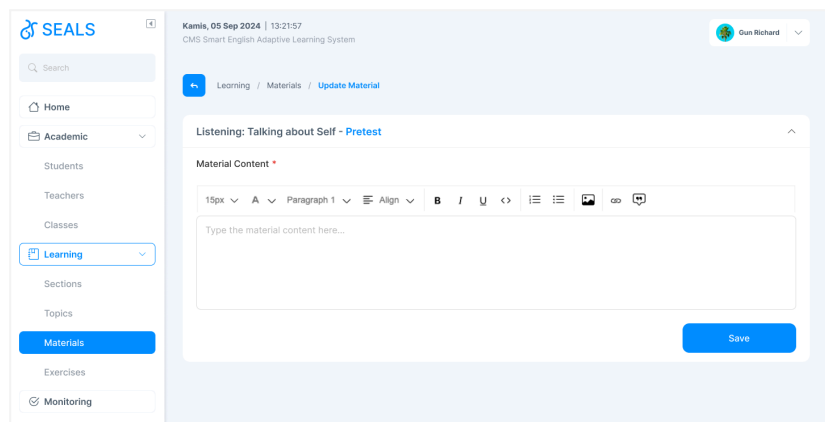 SEALS
Kamis, 05 Sep 2024 | 13:21:57
CMS Smart English Adaptive Learning System
Gun Richard
Search
Learning / Materials / Update Material
Home
Academic
Students
Teachers
Classes
Learning
Sections
Topics
Materials
Exercises
Monitoring
Listening: Talking about Self - Pretest
Material Content *
15px A Paragraph 1 Align B I U <>
Type the material content here...
Save